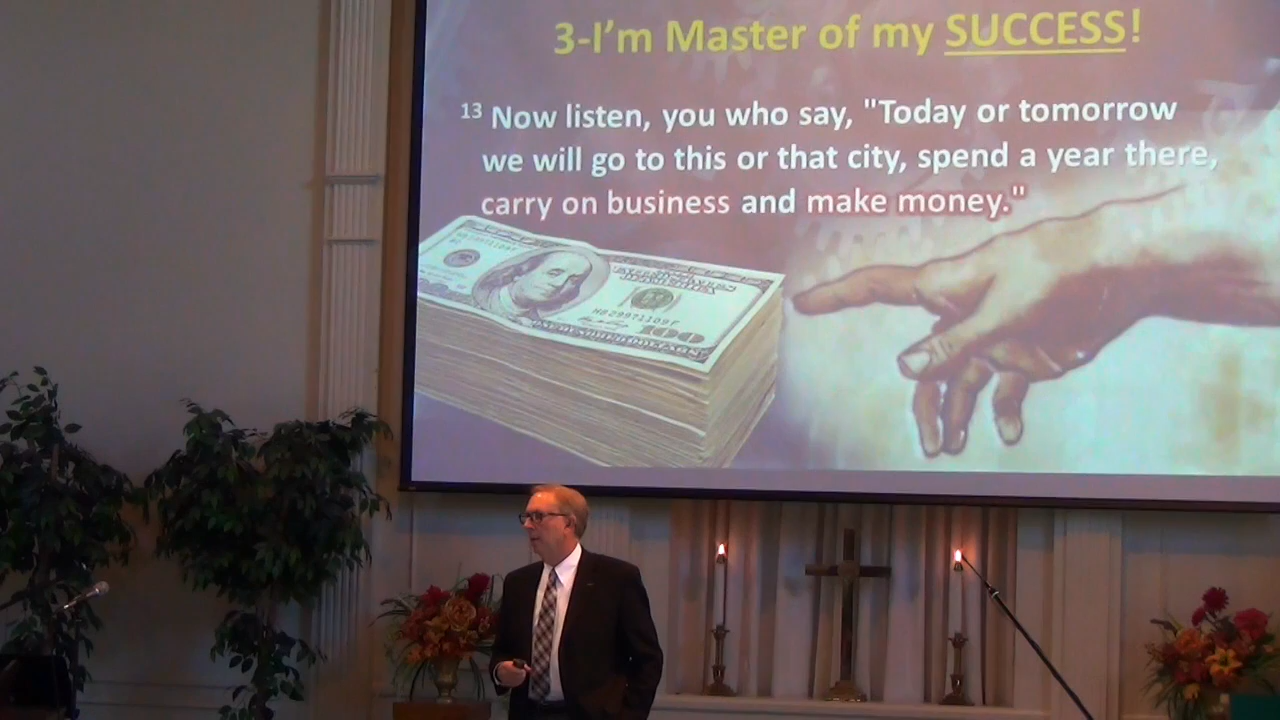 3-I'm Master of my SUCCESS!
13 Now listen, you who say, "Today or tomorrow
we will go to this or that city, spend a year there,
carry on business and make money."
100